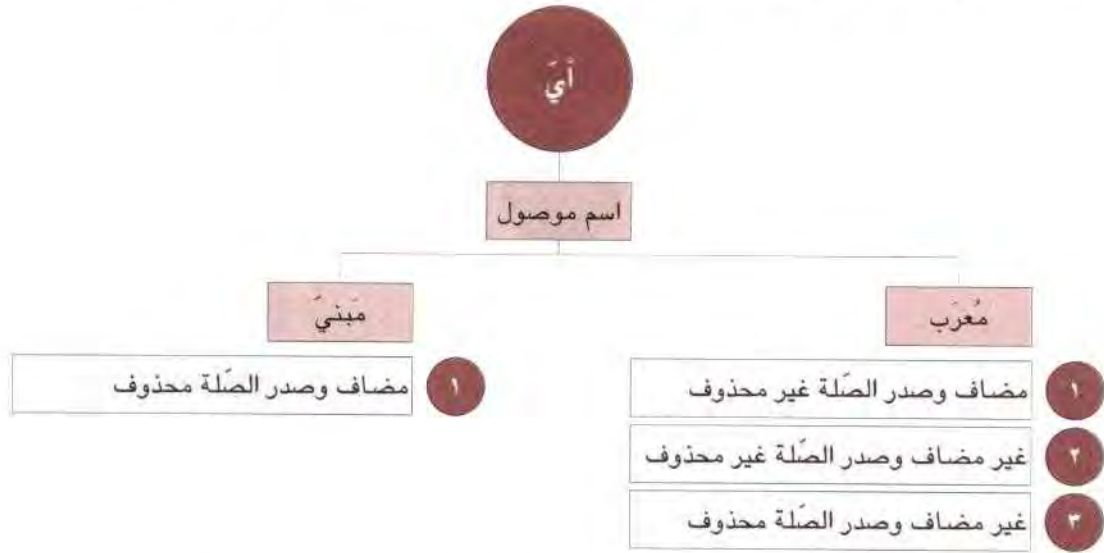 أيّ
اسم موصول
مُعرَب
١ مضاف وصدر الصّلة غير محذوف
٢ غير مضاف وصدر الصّلة غير محذوف
٣ غير مضاف وصدر الصّلة محذوف
مَبنيّ
١ مضاف وصدر الصّلة محذوف